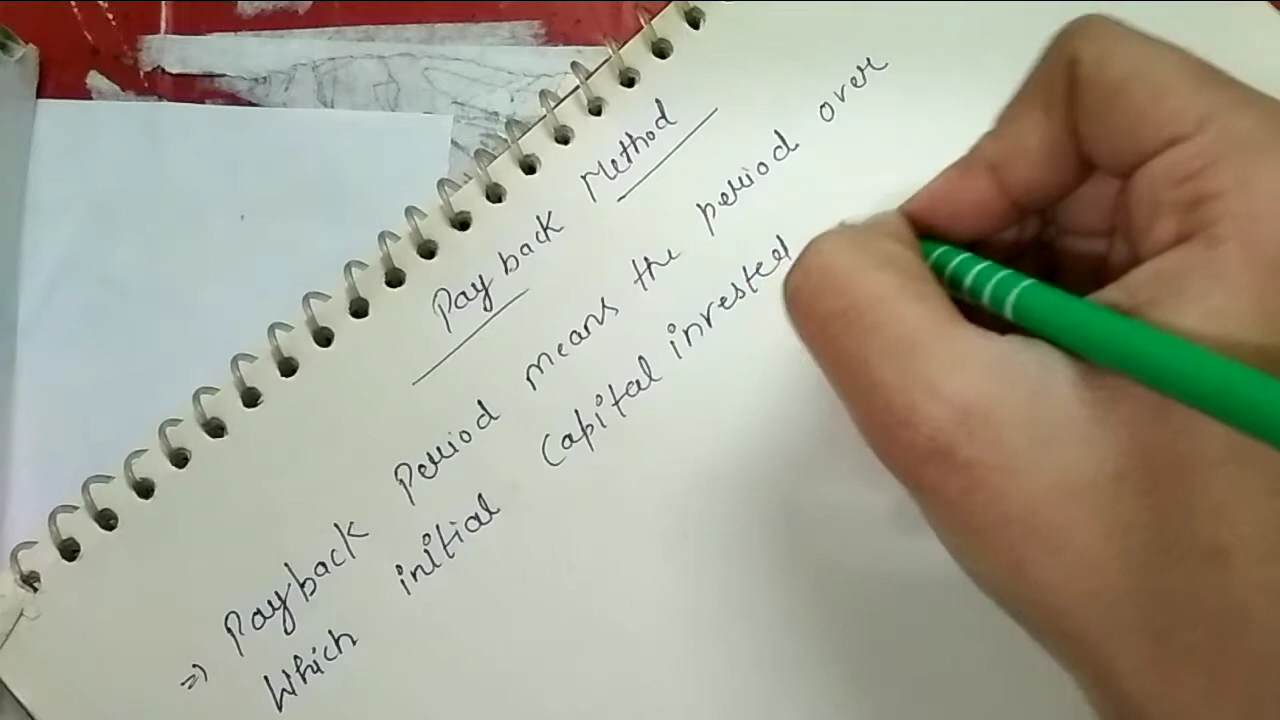 Payback Method
=> Payback Period means the period over
Which initial Capital invested